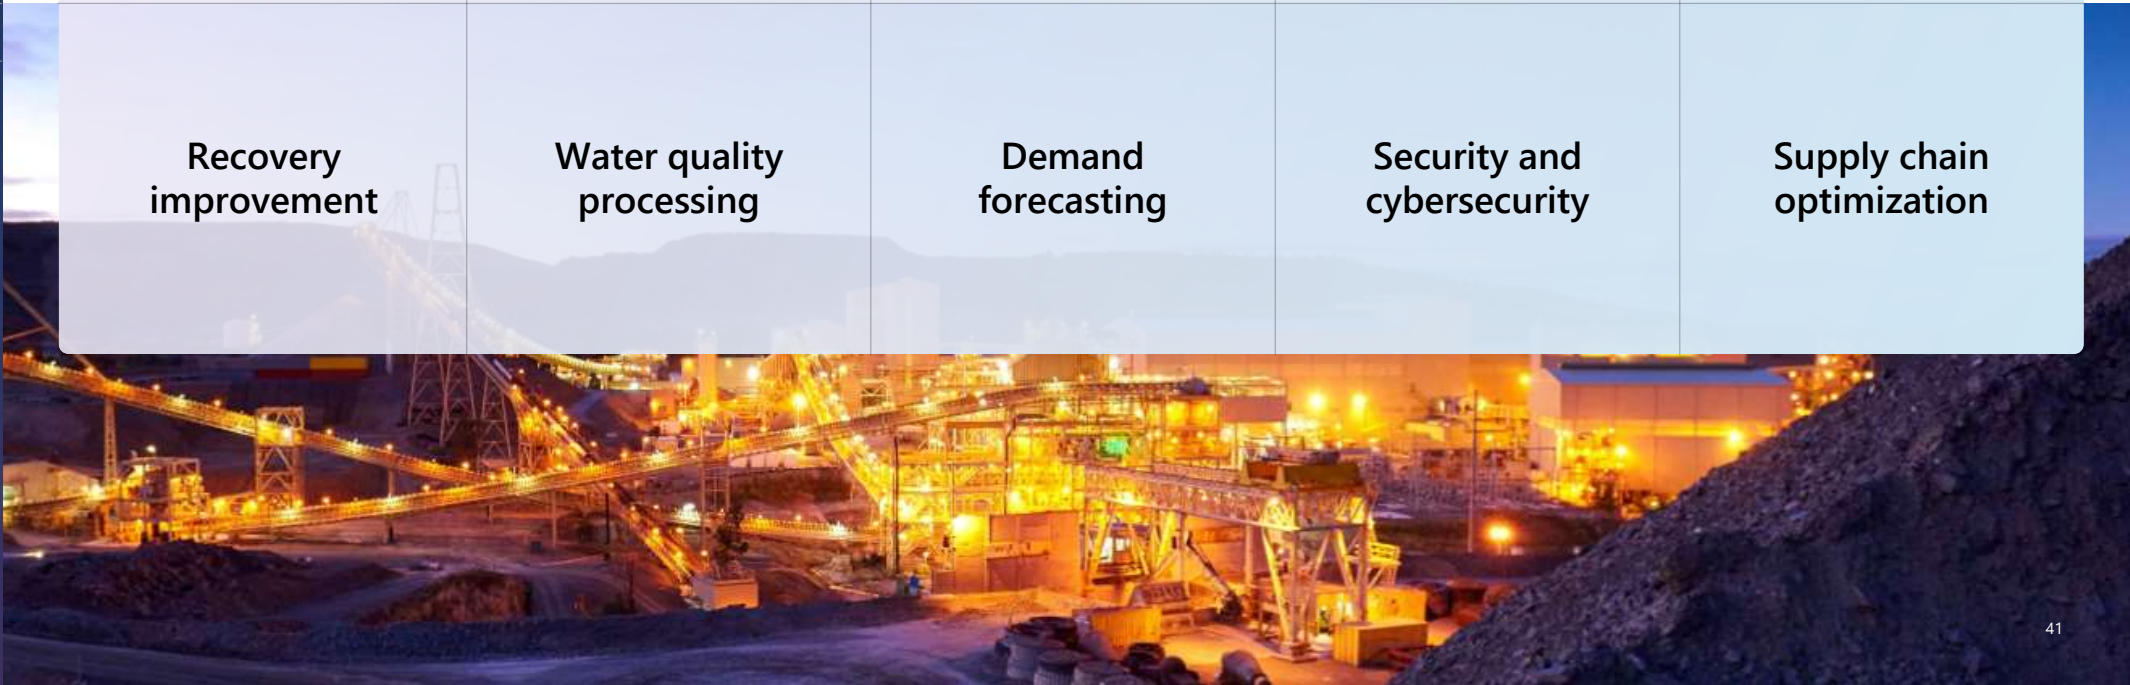 Recovery
improvement
Water quality
processing
Demand
forecasting
Security and
cybersecurity
Supply chain
optimization
41